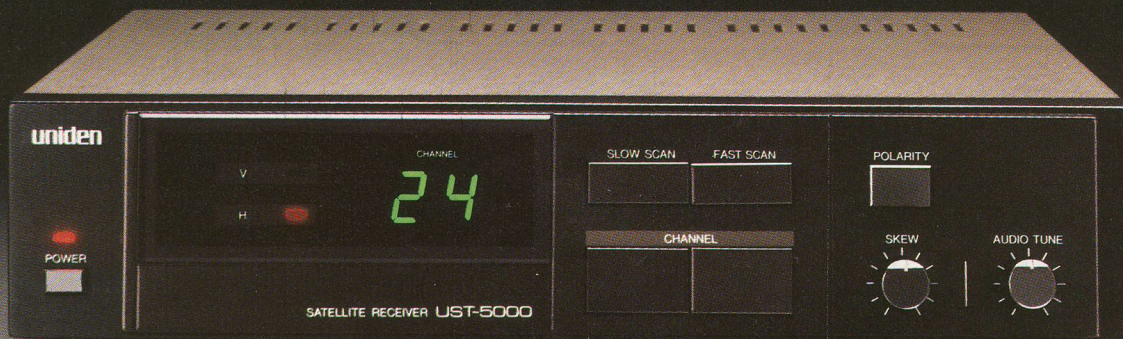 uniden
POWER
V
H
CHANNEL
24
SATELLITE RECEIVER UST-5000
SLOW SCAN FAST SCAN
CHANNEL
POLARITY
SKEW AUDIO TUNE